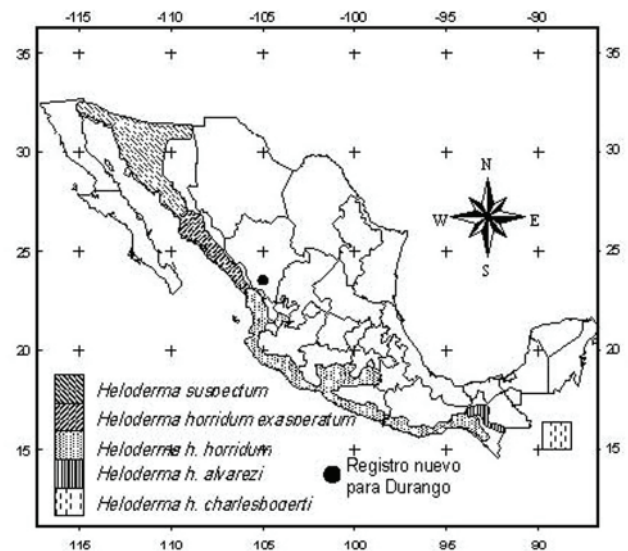 -115 -110 -105 -100 -95 -90
35 35
30 30
N
W E
S
25 25
20 20
Heloderma suspectum
Heloderma horridum exasperatum
Heloderma h. horridum
15 15
Heloderma h. alvarezi
Registro nuevo
para Durango
Heloderma h. charlesbogerti
-115 -110 -105 -100 -95 -90